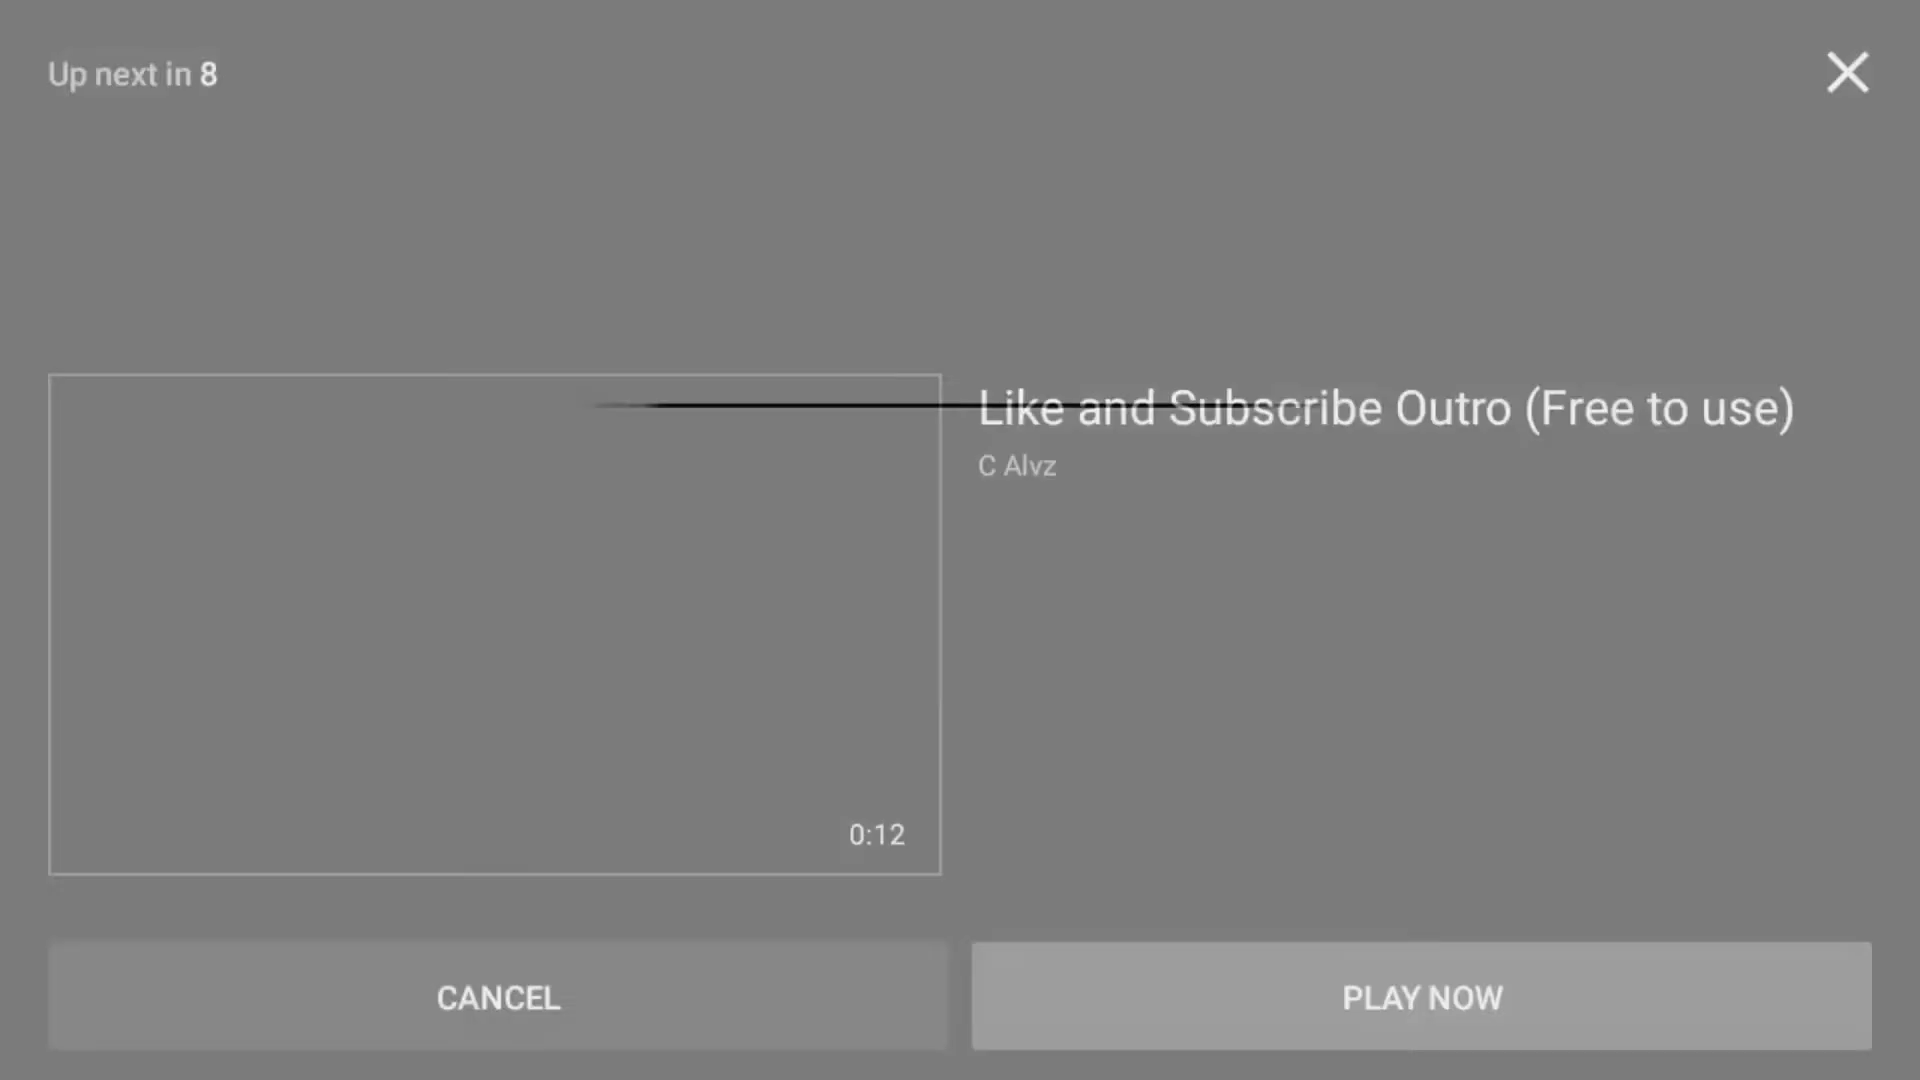 Up next in 8
Like and Subscribe Outro (Free to use)
C Alvz
0:12
CANCEL
PLAY NOW